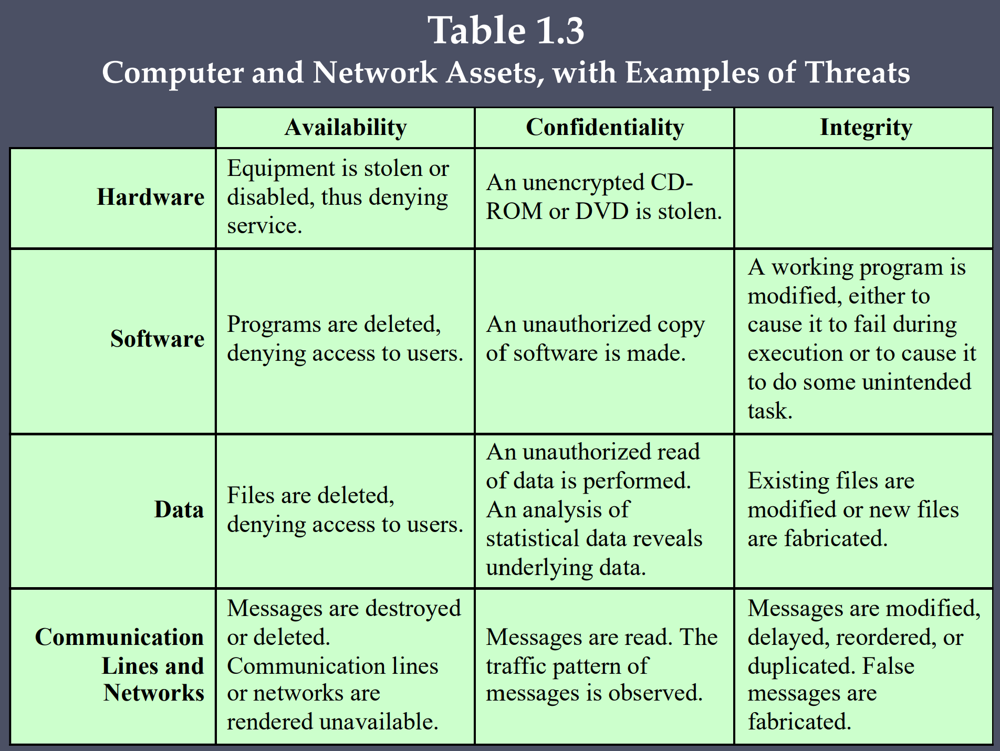 Table 1.3
Computer and Network Assets, with Examples of Threats
Availability
Confidentiality
Integrity
Hardware
Equipment is stolen or
disabled, thus denying
service.
An unencrypted CD-
ROM or DVD is stolen.
Software
Programs are deleted,
denying access to users.
An unauthorized copy
of software is made.
A working program is
modified, either to
cause it to fail during
execution or to cause it
to do some unintended
task.
Data
Files are deleted,
denying access to users.
An unauthorized read
of data is performed.
An analysis of
statistical data reveals
underlying data.
Existing files are
modified or new files
are fabricated.
Communication
Lines and
Networks
Messages are destroyed
or deleted.
Communication lines
or networks are
rendered unavailable.
Messages are read. The
traffic pattern of
messages is observed.
Messages are modified,
delayed, reordered, or
duplicated. False
messages are
fabricated.